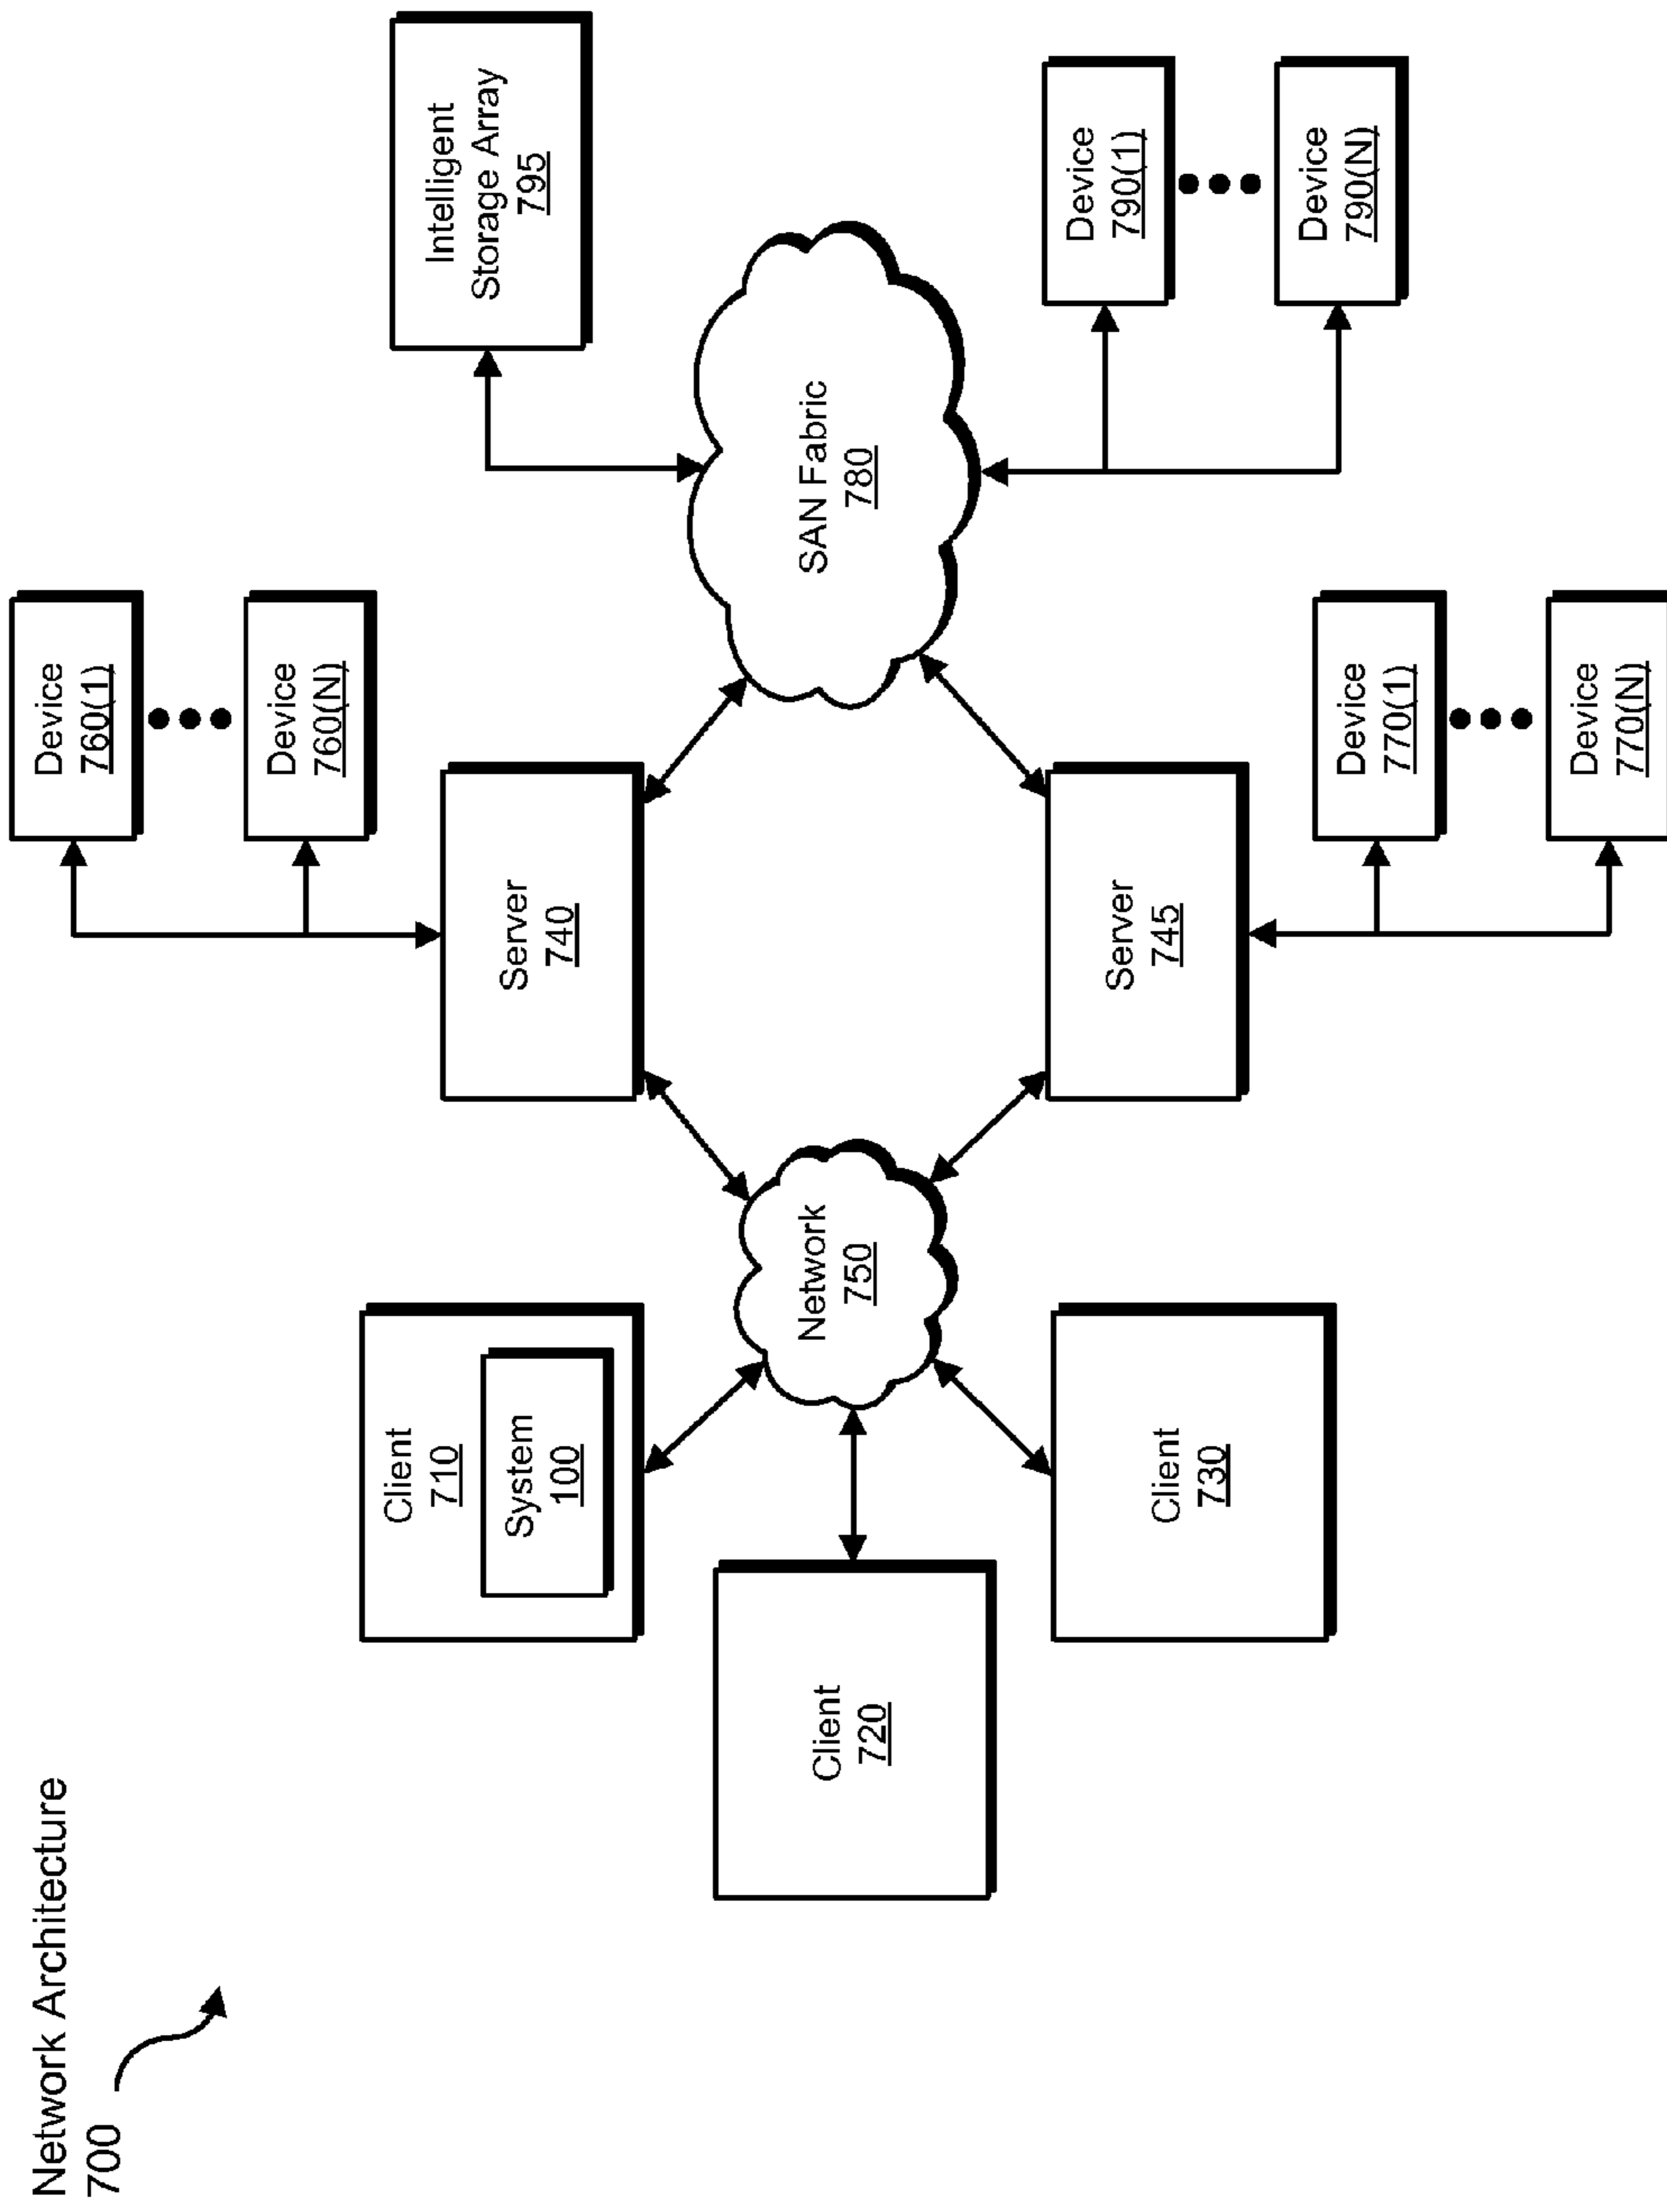 Network Architecture
700
Device
760(1)
Device
760(N)
Intelligent
Storage Array
795
Client
710
System
100
Server
740
Client
720
Network
750
SAN Fabric
780
Device
790(1)
Device
790(N)
Client
730
Server
745
Device
770(1)
Device
770(N)